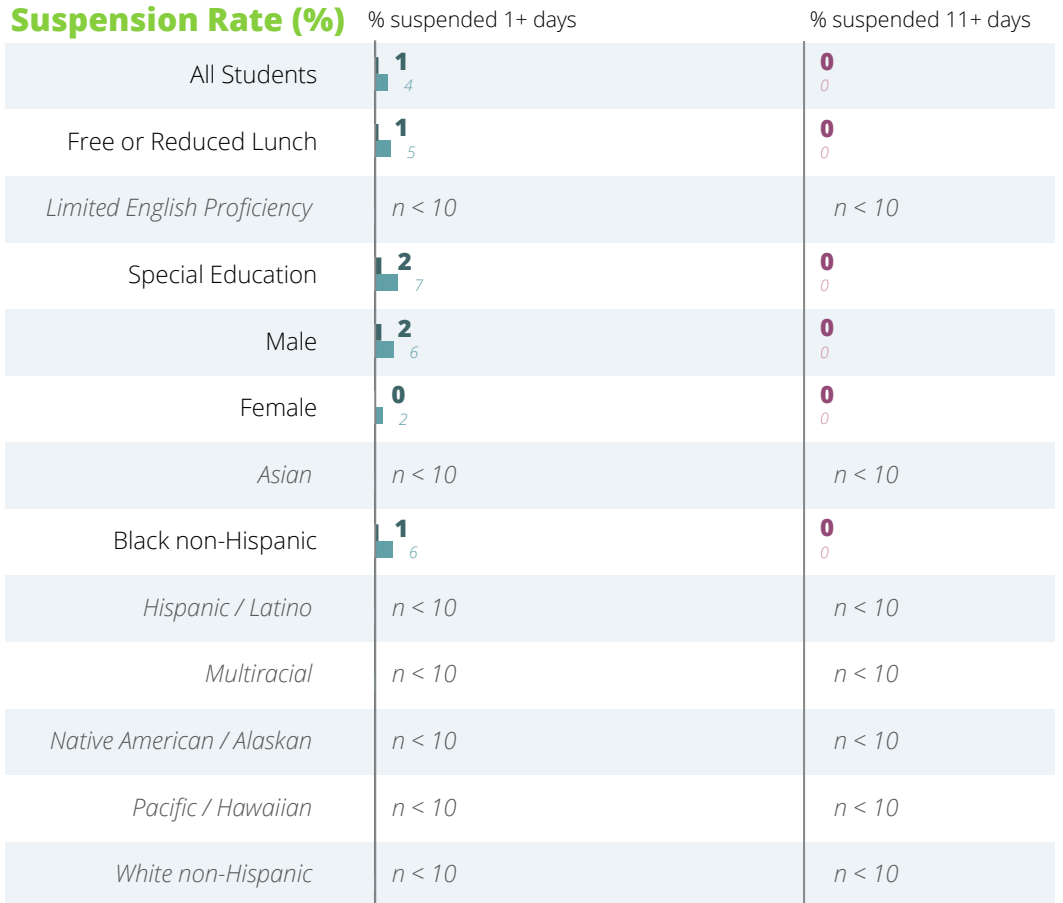 Suspension Rate (%) % suspended 1+ days % suspended 11+ days
All Students 1 0
4 0
Free or Reduced Lunch 1 0
5 0
Limited English Proficiency n < 10 n < 10
Special Education 2 0
7 0
Male 2 0
6 0
Female 0 0
2 0
Asian n < 10 n < 10
Black non-Hispanic 1 0
6 0
Hispanic / Latino n < 10 n < 10
Multiracial n < 10 n < 10
Native American / Alaskan n < 10 n < 10
Pacific / Hawaiian n < 10 n < 10
White non-Hispanic n < 10 n < 10